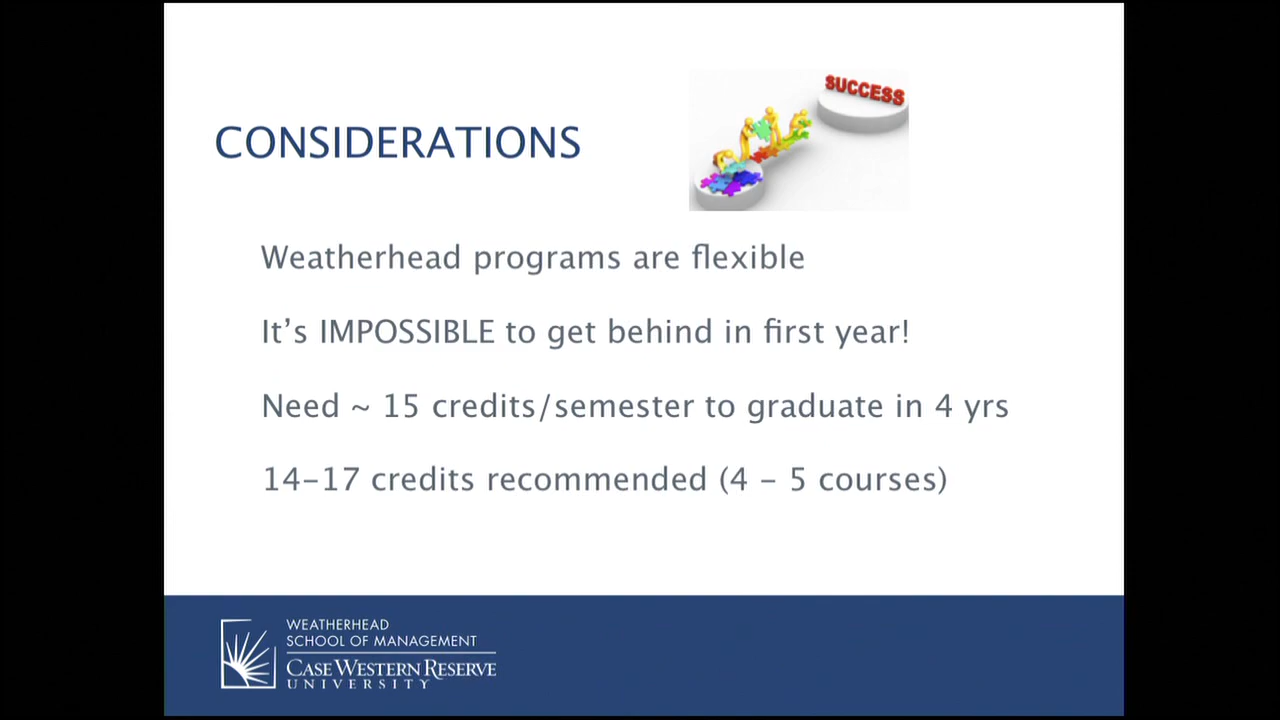 SUCCESS
CONSIDERATIONS
Weatherhead programs are flexible
It’s IMPOSSIBLE to get behind in first year!
Need ~ 15 credits/semester to graduate in 4 yrs
14-17 credits recommended (4 - 5 courses)
WEATHERHEAD
SCHOOL OF MANAGEMENT
CASE WESTERN RESERVE
UNIVERSITY